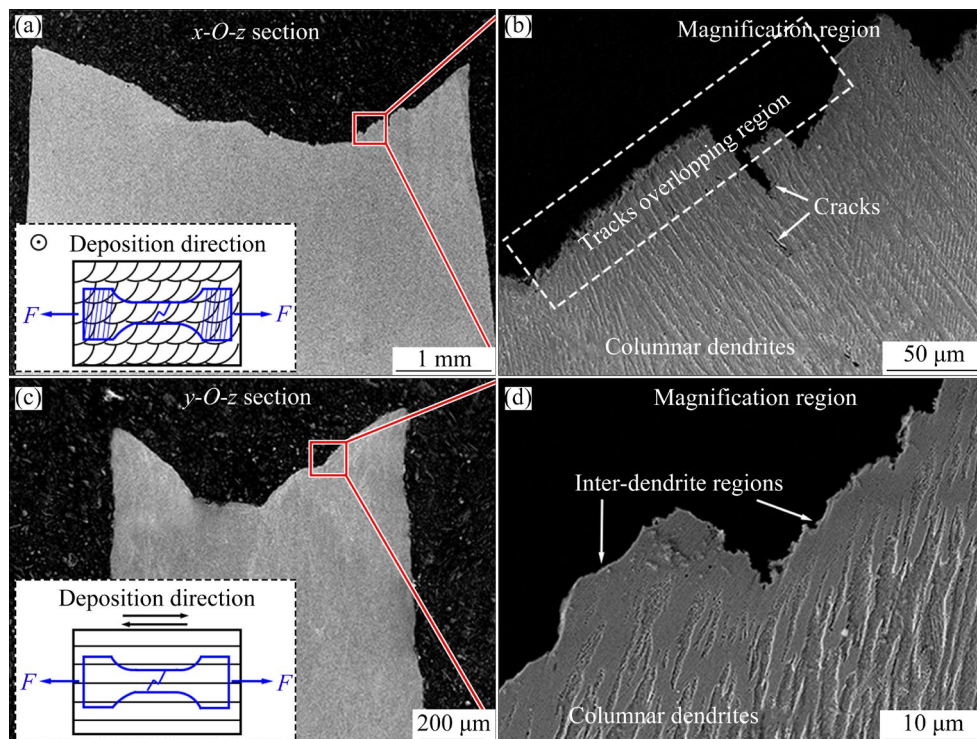 (a)
x-O-z section
Deposition direction
F
F
1 mm
(b)
Magnification region
Tracks overlopping region
Cracks
Columnar dendrites
50 μm
(c)
y-O-z section
Deposition direction
F
F
200 μm
(d)
Magnification region
Inter-dendrite regions
Columnar dendrites
10 μm